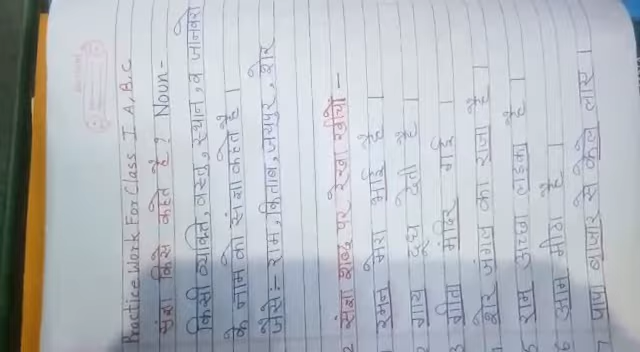 Practice Work For Class I A,B,C
संज्ञा किसे कहते है? Noun-
किसी व्यक्ति, वस्तु, स्थान, व जानवरों
के नाम को संज्ञा कहते है।
जैसे:- राम, किताब, जयपुर, शेर
2 संज्ञा शब्द पर रेखा खींचो -
1 रमन मेरा भाई है।
2 गाय दूध देती है।
3 गीता मंदिर गई।
4 शेर जंगल का राजा है।
5 राम अच्छा लड़का है।
6 आम मीठा है।
7 पापा बाजार से केले लाए।